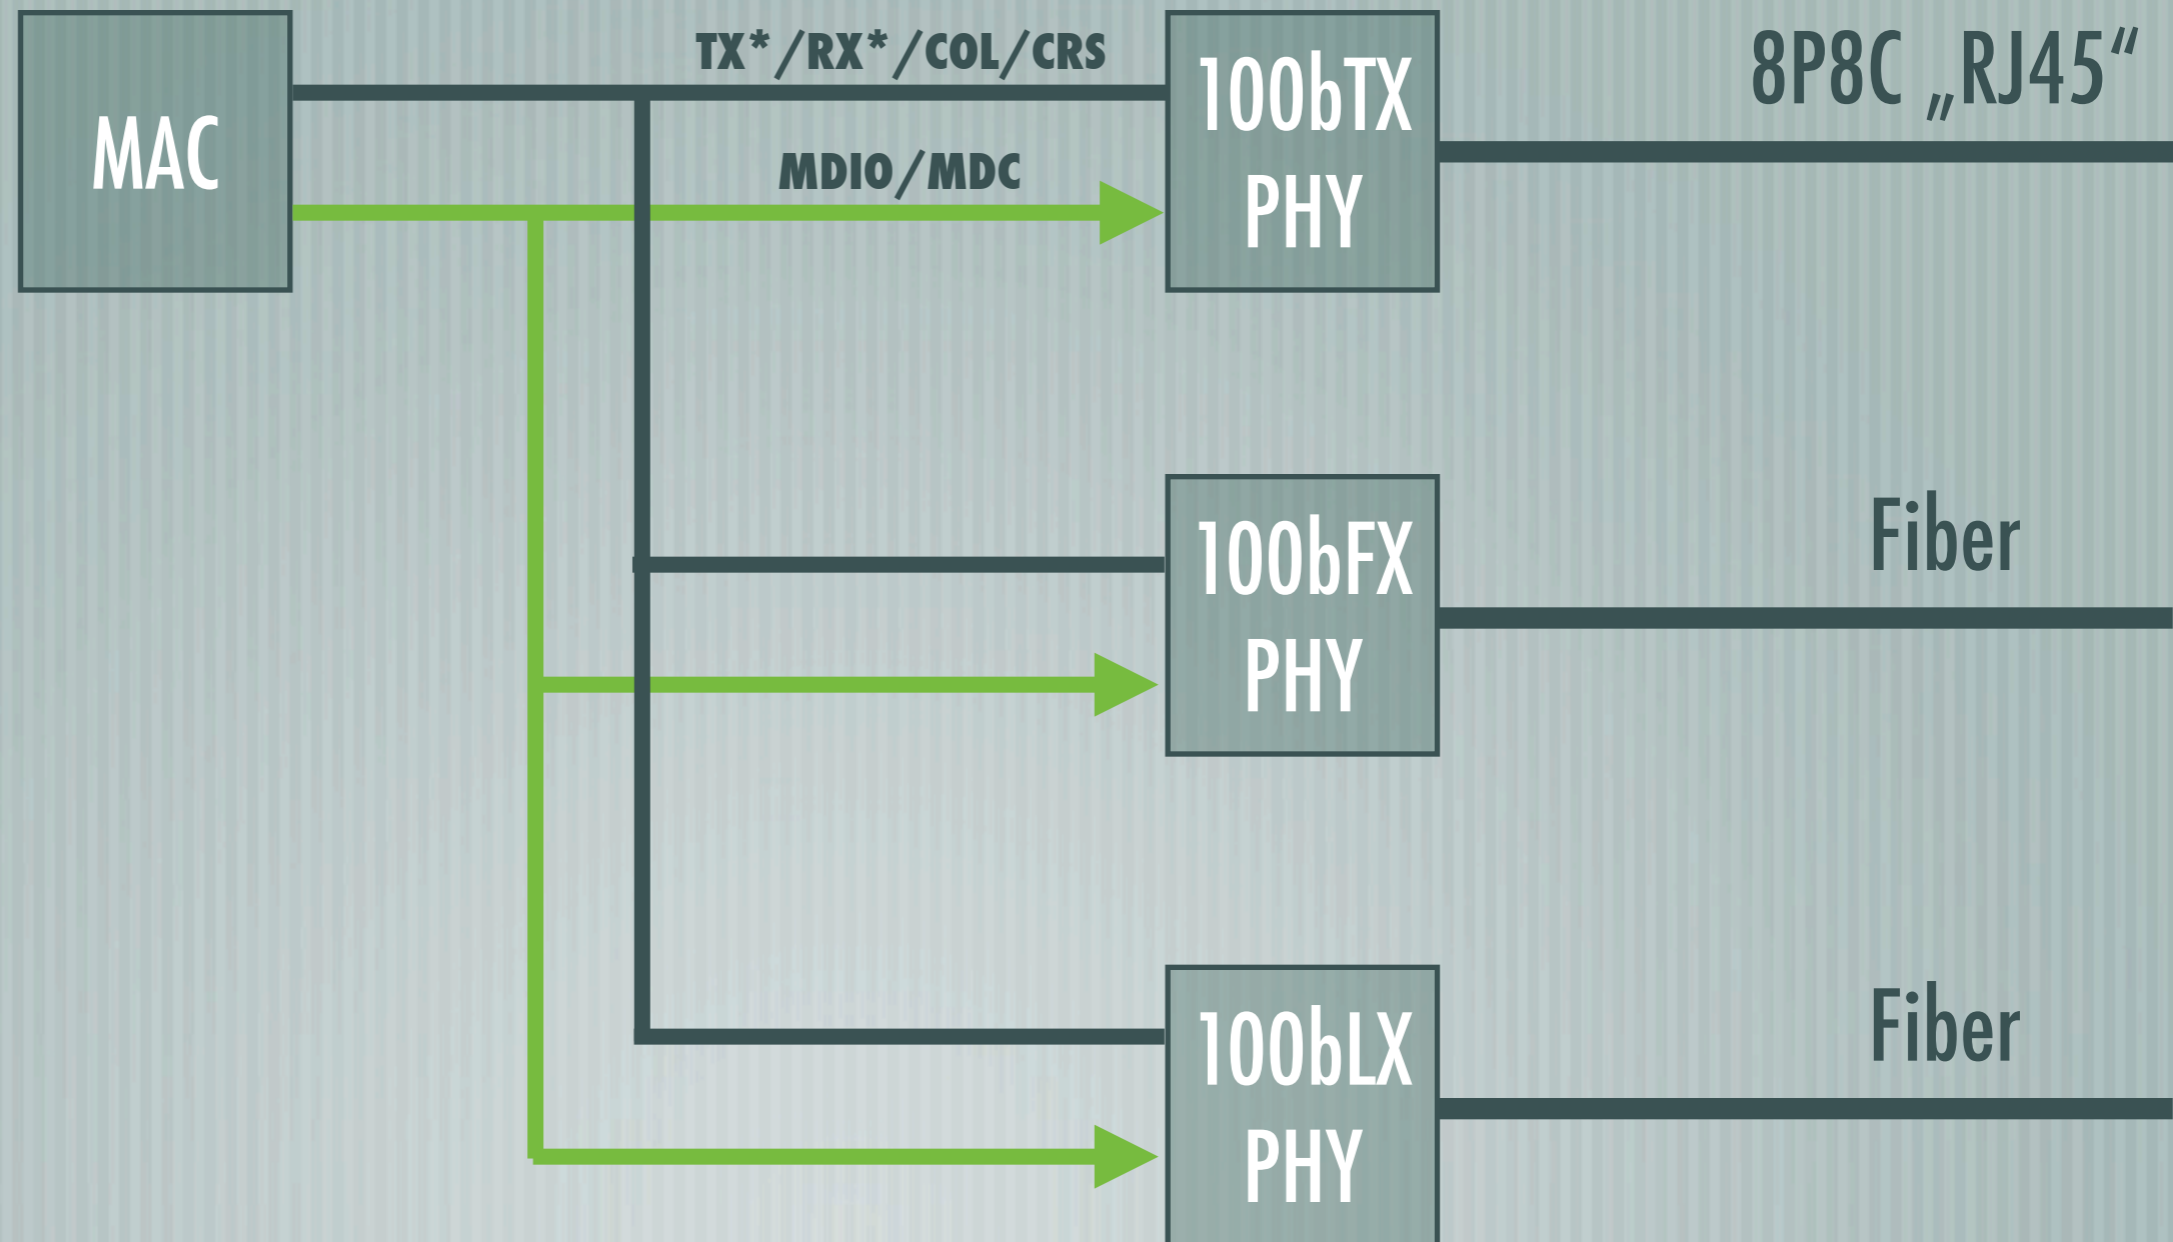 MAC
TX*/RX*/COL/CRS
MDIO/MDC
100bTX
PHY
8P8C „RJ45“
100bFX
PHY
Fiber
100bLX
PHY
Fiber